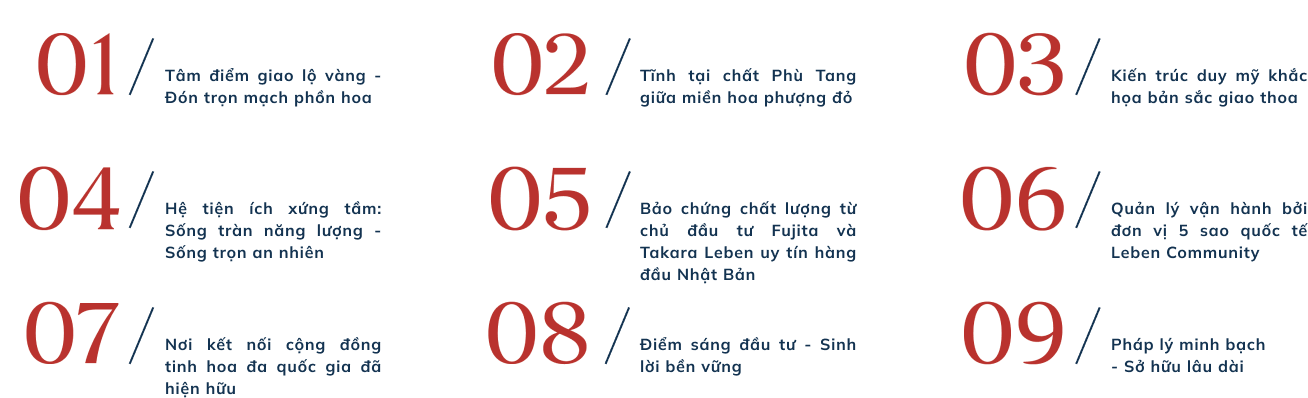 01
Tâm điểm giao lộ vàng -
Đón trọn mạch phồn hoa
02
Tĩnh tại chất Phù Tang
giữa miền hoa phượng đỏ
03
Kiến trúc duy mỹ khắc
họa bản sắc giao thoa
04
Hệ tiện ích xứng tầm:
Sống tràn năng lượng -
Sống trọn an nhiên
05
Bảo chứng chất lượng từ
chủ đầu tư Fujita và
Takara Leben uy tín hàng
đầu Nhật Bản
06
Quản lý vận hành bởi
đơn vị 5 sao quốc tế
Leben Community
07
Nơi kết nối cộng đồng
tinh hoa đa quốc gia đã
hiện hữu
08
Điểm sáng đầu tư - Sinh
lời bền vững
09
Pháp lý minh bạch
- Sở hữu lâu dài